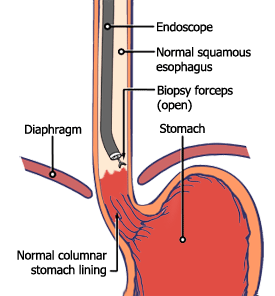 Endoscope
Normal squamous
esophagus
Biopsy forceps
(open)
Diaphragm
Stomach
Normal columnar
stomach lining